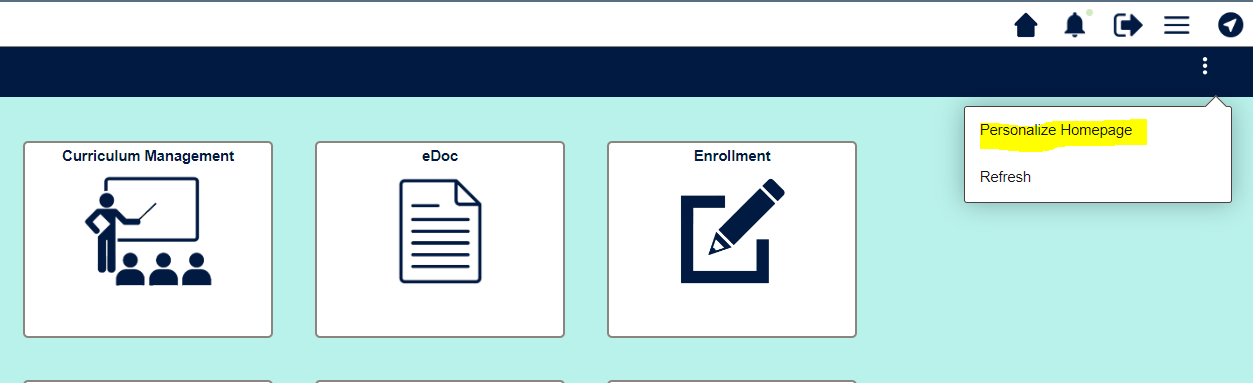 Personalize Homepage
Refresh
Curriculum Management
eDoc
Enrollment